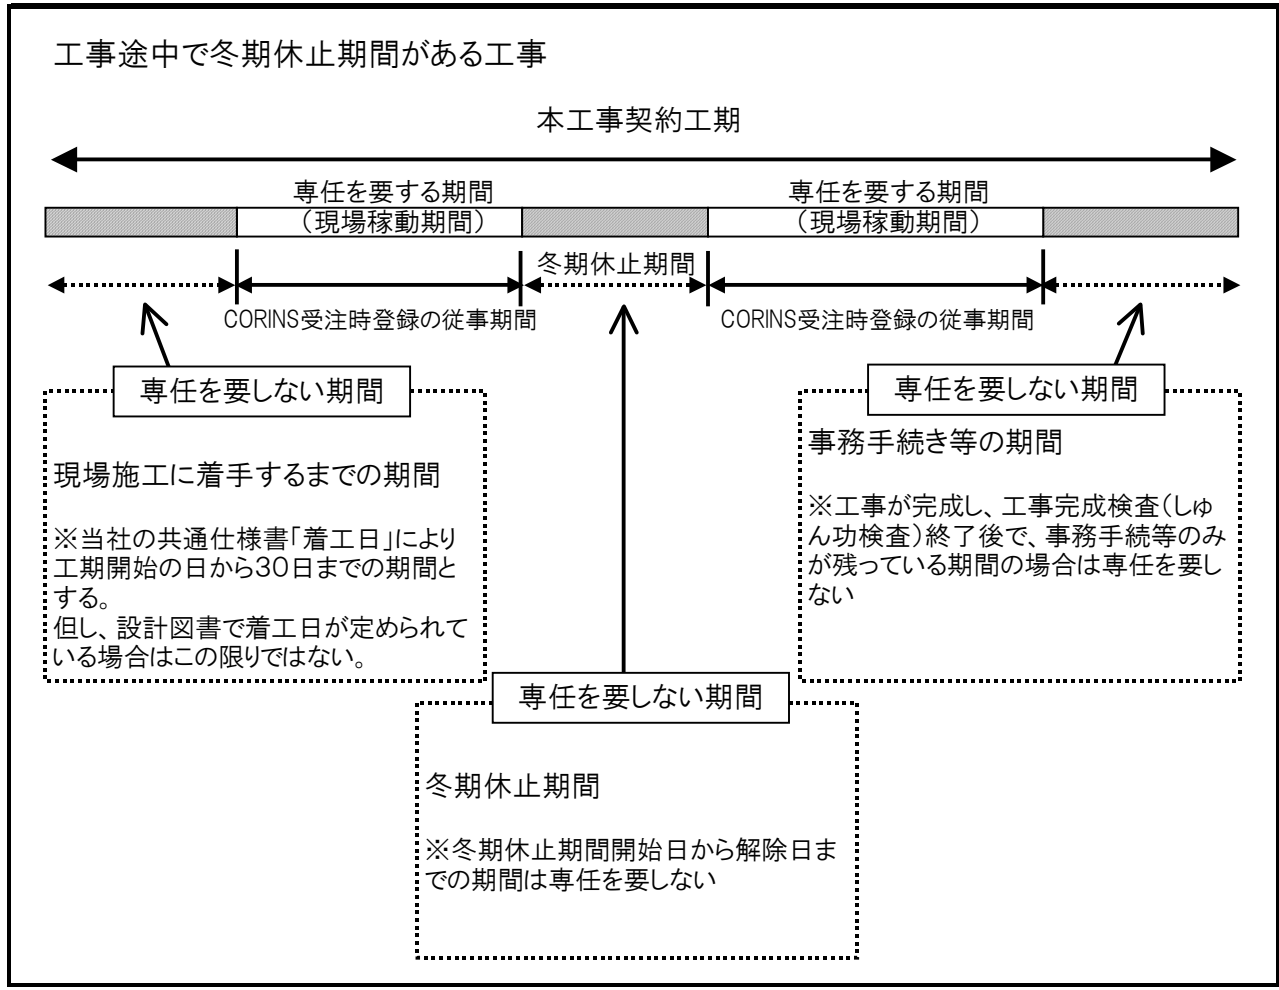 工事途中で冬期休止期間がある工事
本工事契約工期
専任を要する期間
（現場稼動期間）
専任を要する期間
（現場稼動期間）
冬期休止期間
CORINS受注時登録の従事期間
CORINS受注時登録の従事期間
専任を要しない期間
現場施工に着手するまでの期間
※当社の共通仕様書「着工日」により
工期開始の日から30日までの期間と
する。
但し、設計図書で着工日が定められて
いる場合はこの限りではない。
専任を要しない期間
事務手続き等の期間
※工事が完成し、工事完成検査（しゅ
ん功検査）終了後で、事務手続等のみ
が残っている期間の場合は専任を要し
ない
専任を要しない期間
冬期休止期間
※冬期休止期間開始日から解除日ま
での期間は専任を要しない